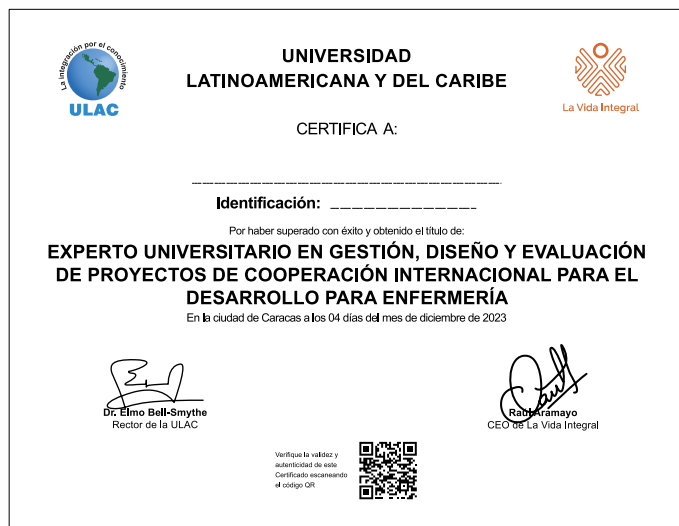 La integración por el conocimiento
ULAC
UNIVERSIDAD
LATINOAMERICANA Y DEL CARIBE
La Vida Integral
CERTIFICA A:
Identificación:
Por haber superado con éxito y obtenido el título de:
EXPERTO UNIVERSITARIO EN GESTIÓN, DISEÑO Y EVALUACIÓN
DE PROYECTOS DE COOPERACIÓN INTERNACIONAL PARA EL
DESARROLLO PARA ENFERMERÍA
En la ciudad de Caracas a los 04 días del mes de diciembre de 2023
Dr. Elmo Bell-Smythe
Rector de la ULAC
Raúl Aramayo
CEO de La Vida Integral
Verifique la validez y
autenticidad de este
Certificado escaneando
el código QR